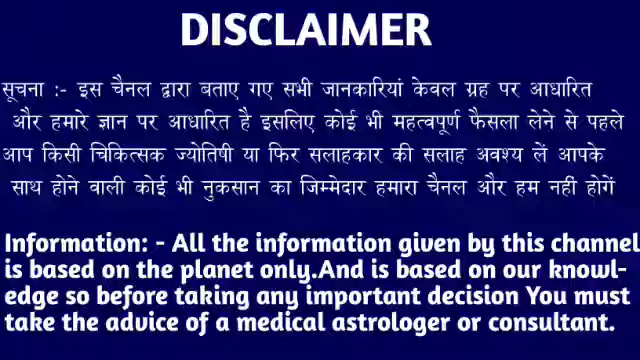 DISCLAIMER
सूचना :- इस चैनल द्वारा बताए गए सभी जानकारियां केवल ग्रह पर आधारित
और हमारे ज्ञान पर आधारित है इसलिए कोई भी महत्वपूर्ण फैसला लेने से पहले
आप किसी चिकित्सक ज्योतिषी या फिर सलाहकार की सलाह अवश्य लें आपके
साथ होने वाली कोई भी नुकसान का जिम्मेदार हमारा चैनल और हम नहीं होगें
Information: - All the information given by this channel
is based on the planet only.And is based on our knowl-
edge so before taking any important decision You must
take the advice of a medical astrologer or consultant.